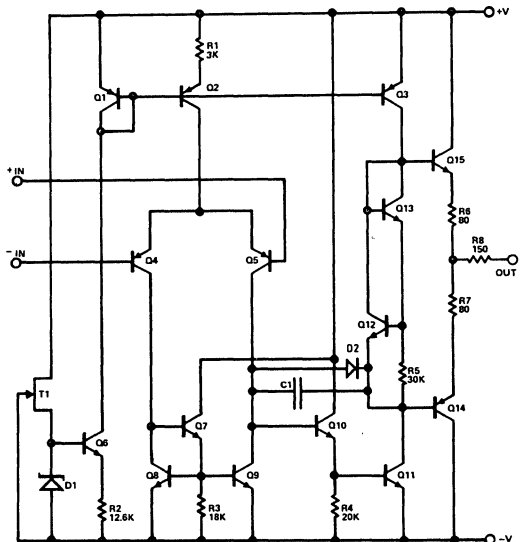 +V
R1
3K
Q1
Q2
Q3
Q15
+ IN
Q13
R6
80
R8
150
OUT
− IN
Q4
Q5
R7
80
Q12
D2
R5
30K
C1
T1
Q6
Q7
Q10
Q14
Q8
Q9
Q11
D1
R2
12.6K
R3
18K
R4
20K
−V